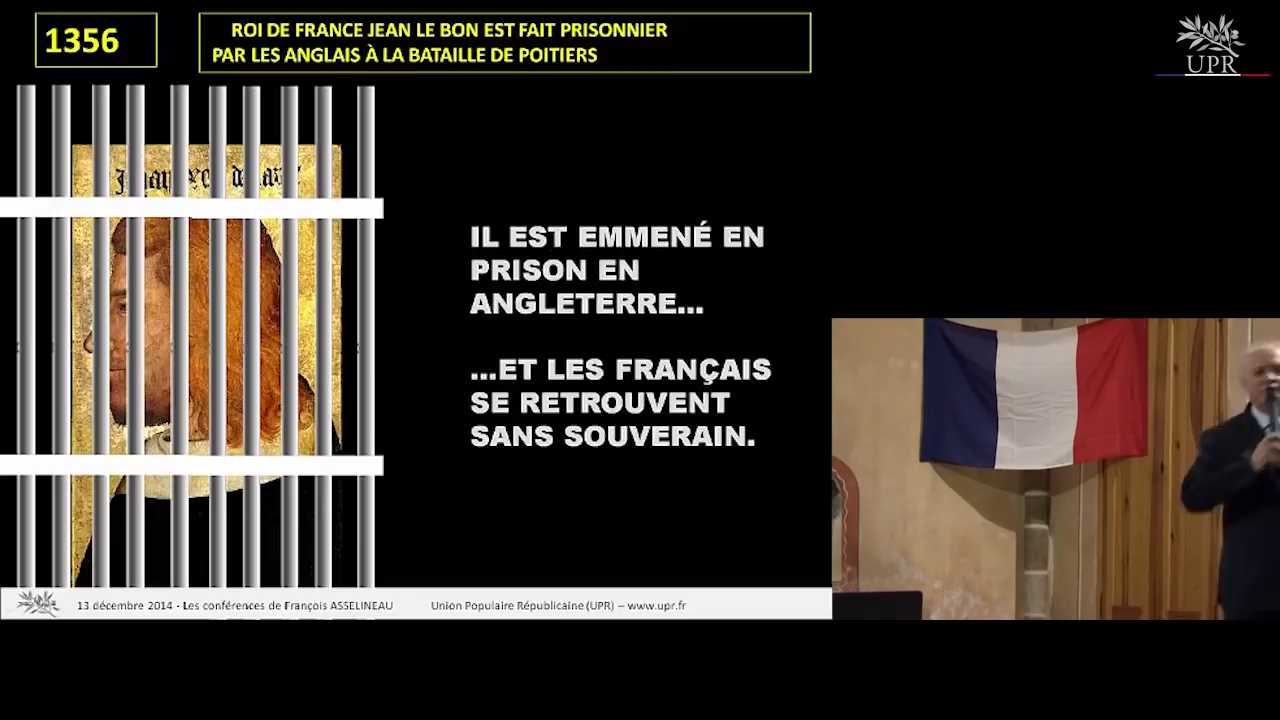 1356
ROI DE FRANCE JEAN LE BON EST FAIT PRISONNIER
PAR LES ANGLAIS À LA BATAILLE DE POITIERS
UPR
IL EST EMMENÉ EN
PRISON EN
ANGLETERRE...
...ET LES FRANÇAIS
SE RETROUVENT
SANS SOUVERAIN.
13 décembre 2014 - Les conférences de François ASSELINEAU
Union Populaire Républicaine (UPR) – www.upr.fr